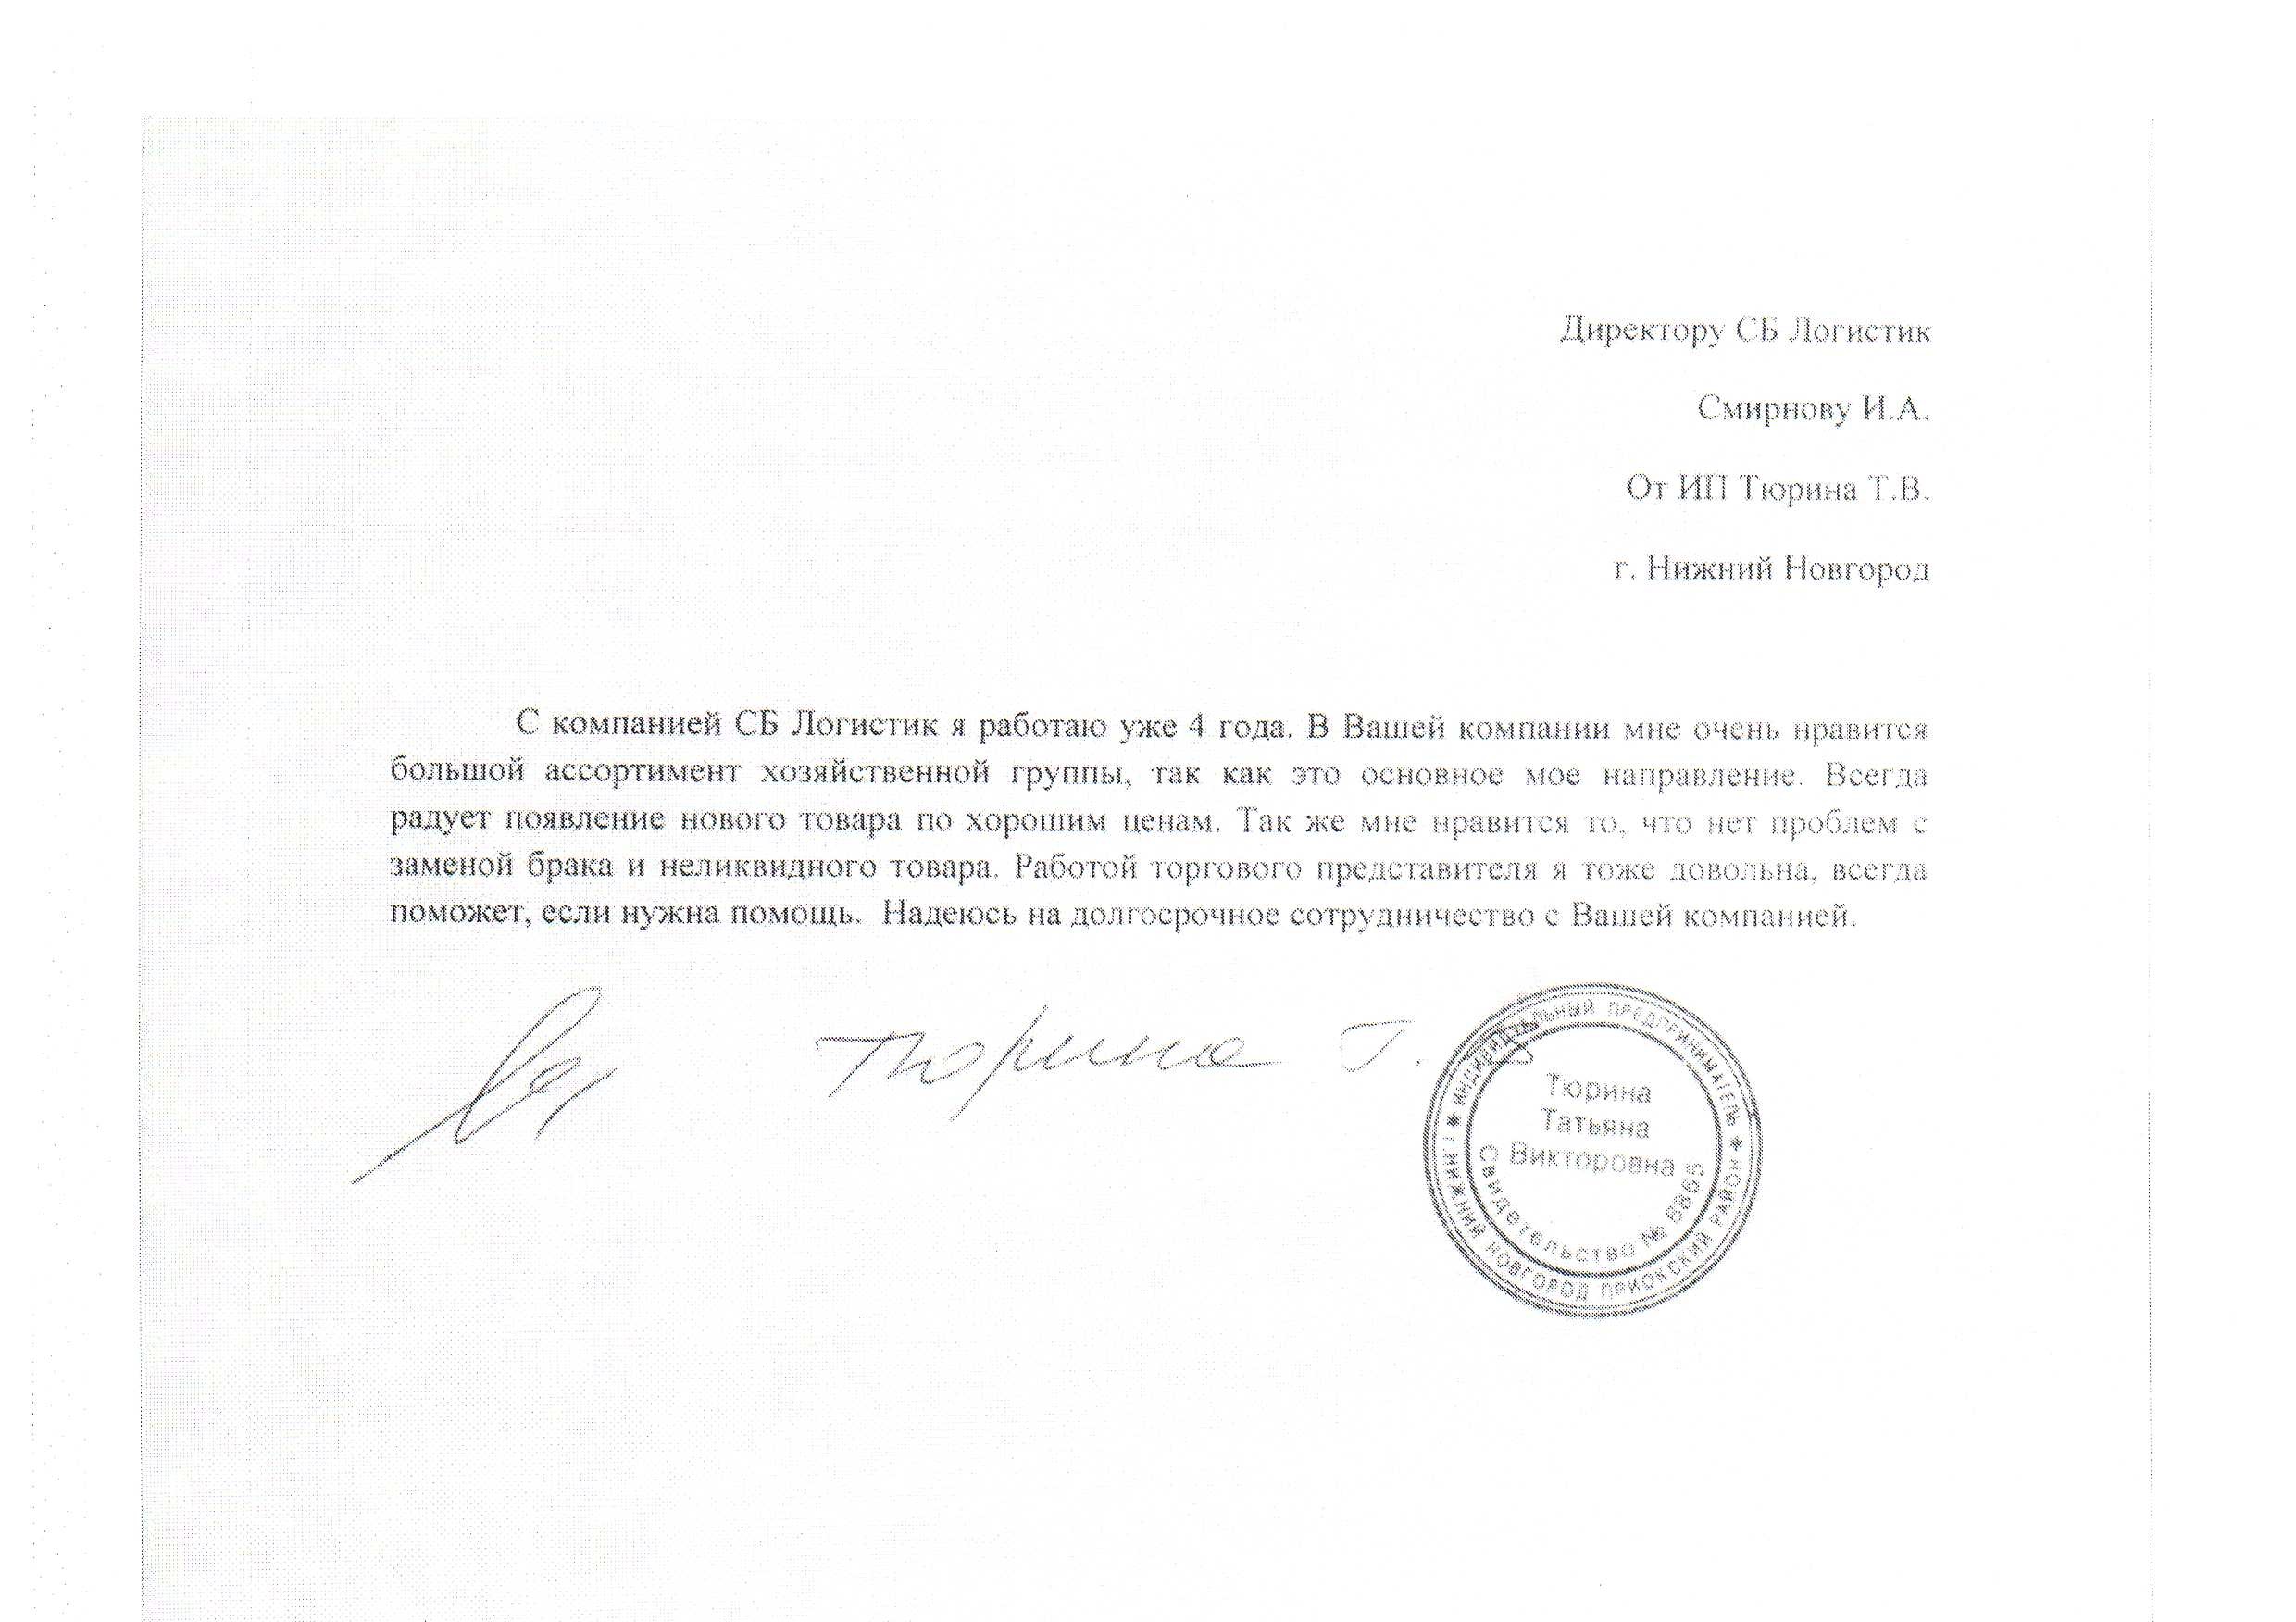 Директору СБ Логистик
Смирнову И.А.
От ИП Тюрина Т.В.
г. Нижний Новгород
С компанией СБ Логистик я работаю уже 4 года. В Вашей компании мне очень нравится
большой ассортимент хозяйственной группы, так как это основное мое направление. Всегда
радует появление нового товара по хорошим ценам. Так же мне нравится то, что нет проблем с
заменой брака и неликвидного товара. Работой торгового представителя я тоже довольна, всегда
поможет, если нужна помощь. Надеюсь на долгосрочное сотрудничество с Вашей компанией.
Тюрина Т.
ИНДИВИДУАЛЬНЫЙ ПРЕДПРИНИМАТЕЛЬ
Тюрина
Татьяна
Викторовна
Свидетельство № 6865
НИЖНИЙ НОВГОРОД ПРИОКСКИЙ РАЙОН